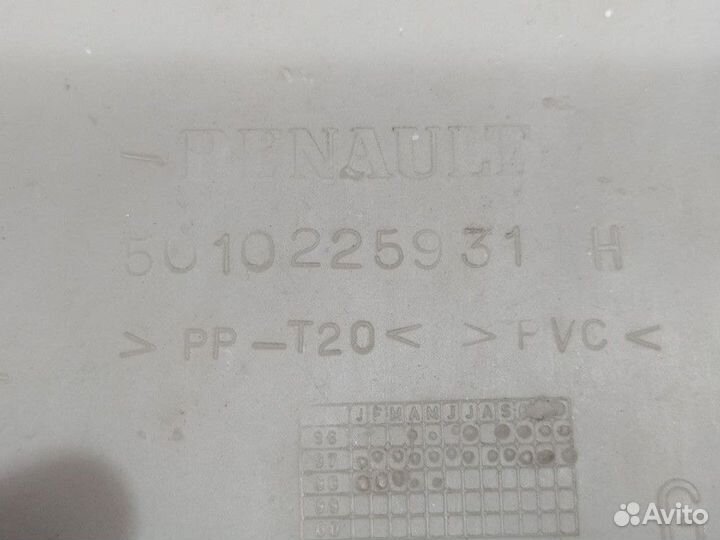 RENAULT
5010225931 H
> PP-T20 < > PVC <
J F M A M J J A S
96
97
98
99
Avito